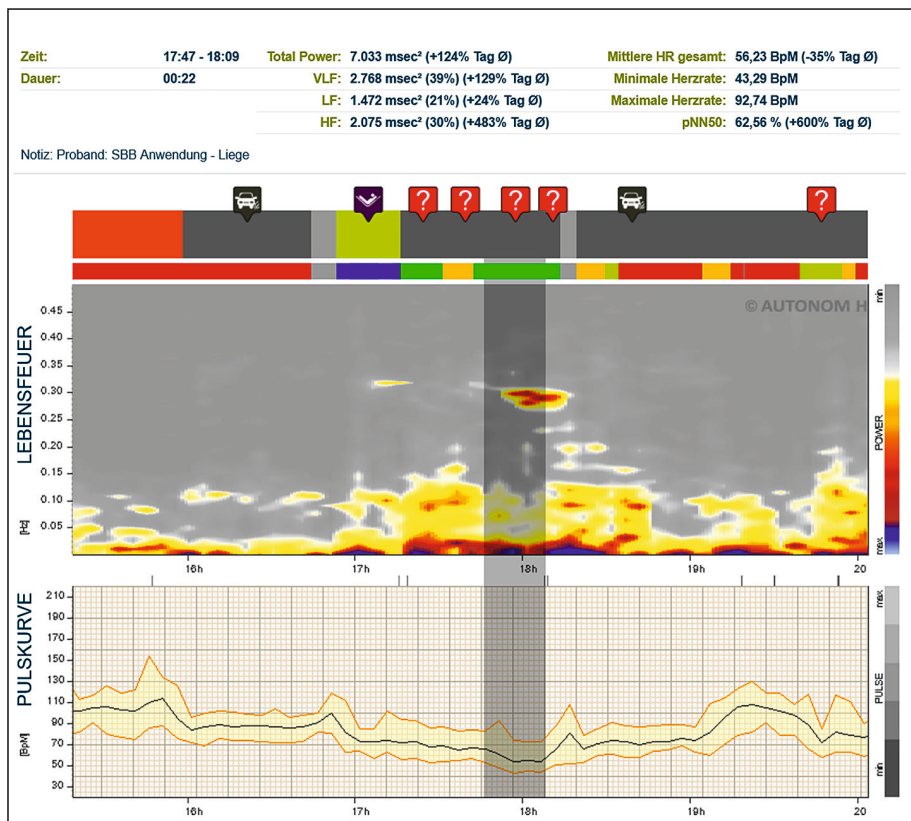 Zeit: 17:47 - 18:09 Total Power: 7.033 msec² (+124% Tag Ø) Mittlere HR gesamt: 56,23 BpM (-35% Tag Ø)
Dauer: 00:22 VLF: 2.768 msec² (39%) (+129% Tag Ø) Minimale Herzrate: 43,29 BpM
LF: 1.472 msec² (21%) (+24% Tag Ø) Maximale Herzrate: 92,74 BpM
HF: 2.075 msec² (30%) (+483% Tag Ø) pNN50: 62,56 % (+600% Tag Ø)
Notiz: Proband: SBB Anwendung - Liege
? ? ? ? ?
© AUTONOM H
LEBENSFEUER
[Hz]
0.45
0.40
0.35
0.30
0.25
0.20
0.15
0.10
0.05
min
POWER
max
16h 17h 18h 19h 20
PULSKURVE
[BpM]
210
190
170
150
130
110
90
70
50
30
max
PULSE
min
16h 17h 18h 19h 20